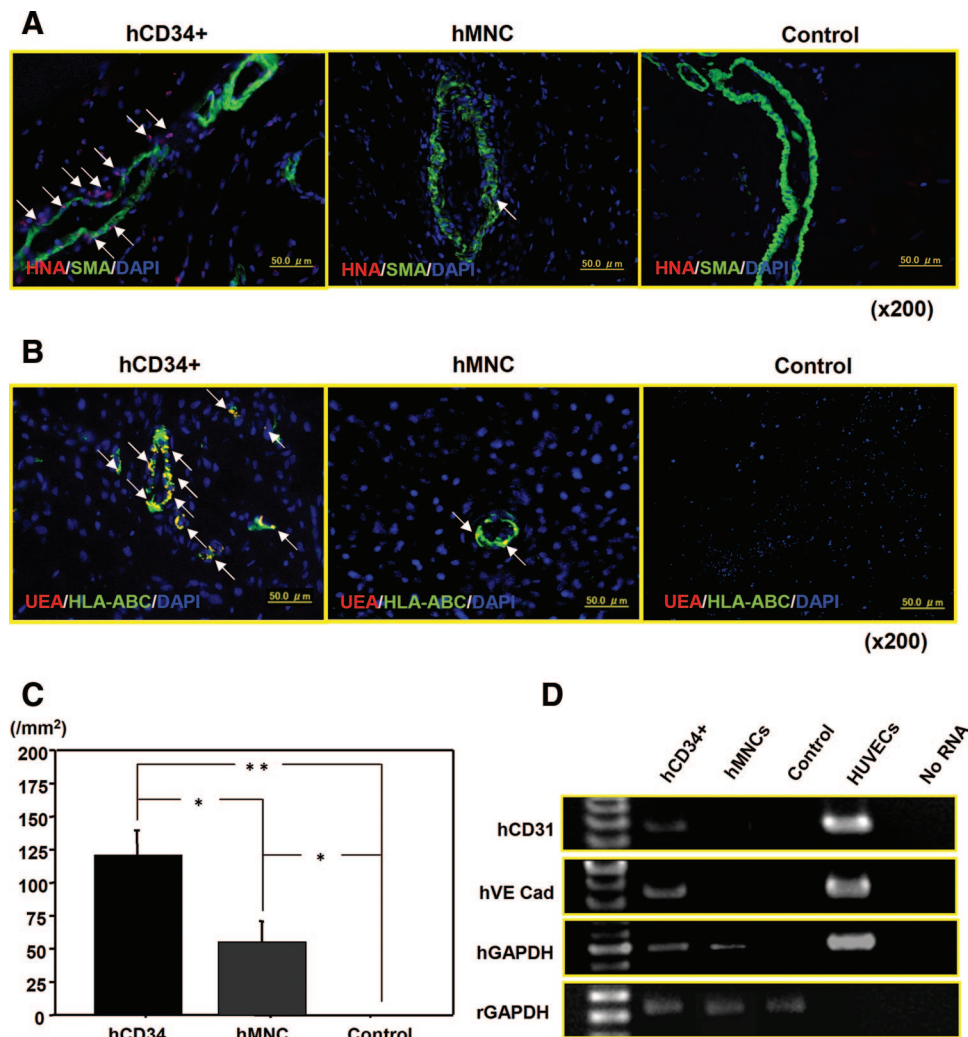 A
hCD34+
hMNC
Control
HNA/SMA/DAPI
50.0 μm
HNA/SMA/DAPI
50.0 μm
HNA/SMA/DAPI
50.0 μm
(x200)
B
hCD34+
hMNC
Control
UEA/HLA-ABC/DAPI
50.0 μm
UEA/HLA-ABC/DAPI
50.0 μm
UEA/HLA-ABC/DAPI
50.0 μm
(x200)
C
(/mm²)
200
175
150
125
100
75
50
25
0
**
*
*
hCD34
hMNC
Control
D
hCD34+
hMNCs
Control
HUVECs
No RNA
hCD31
hVE Cad
hGAPDH
rGAPDH